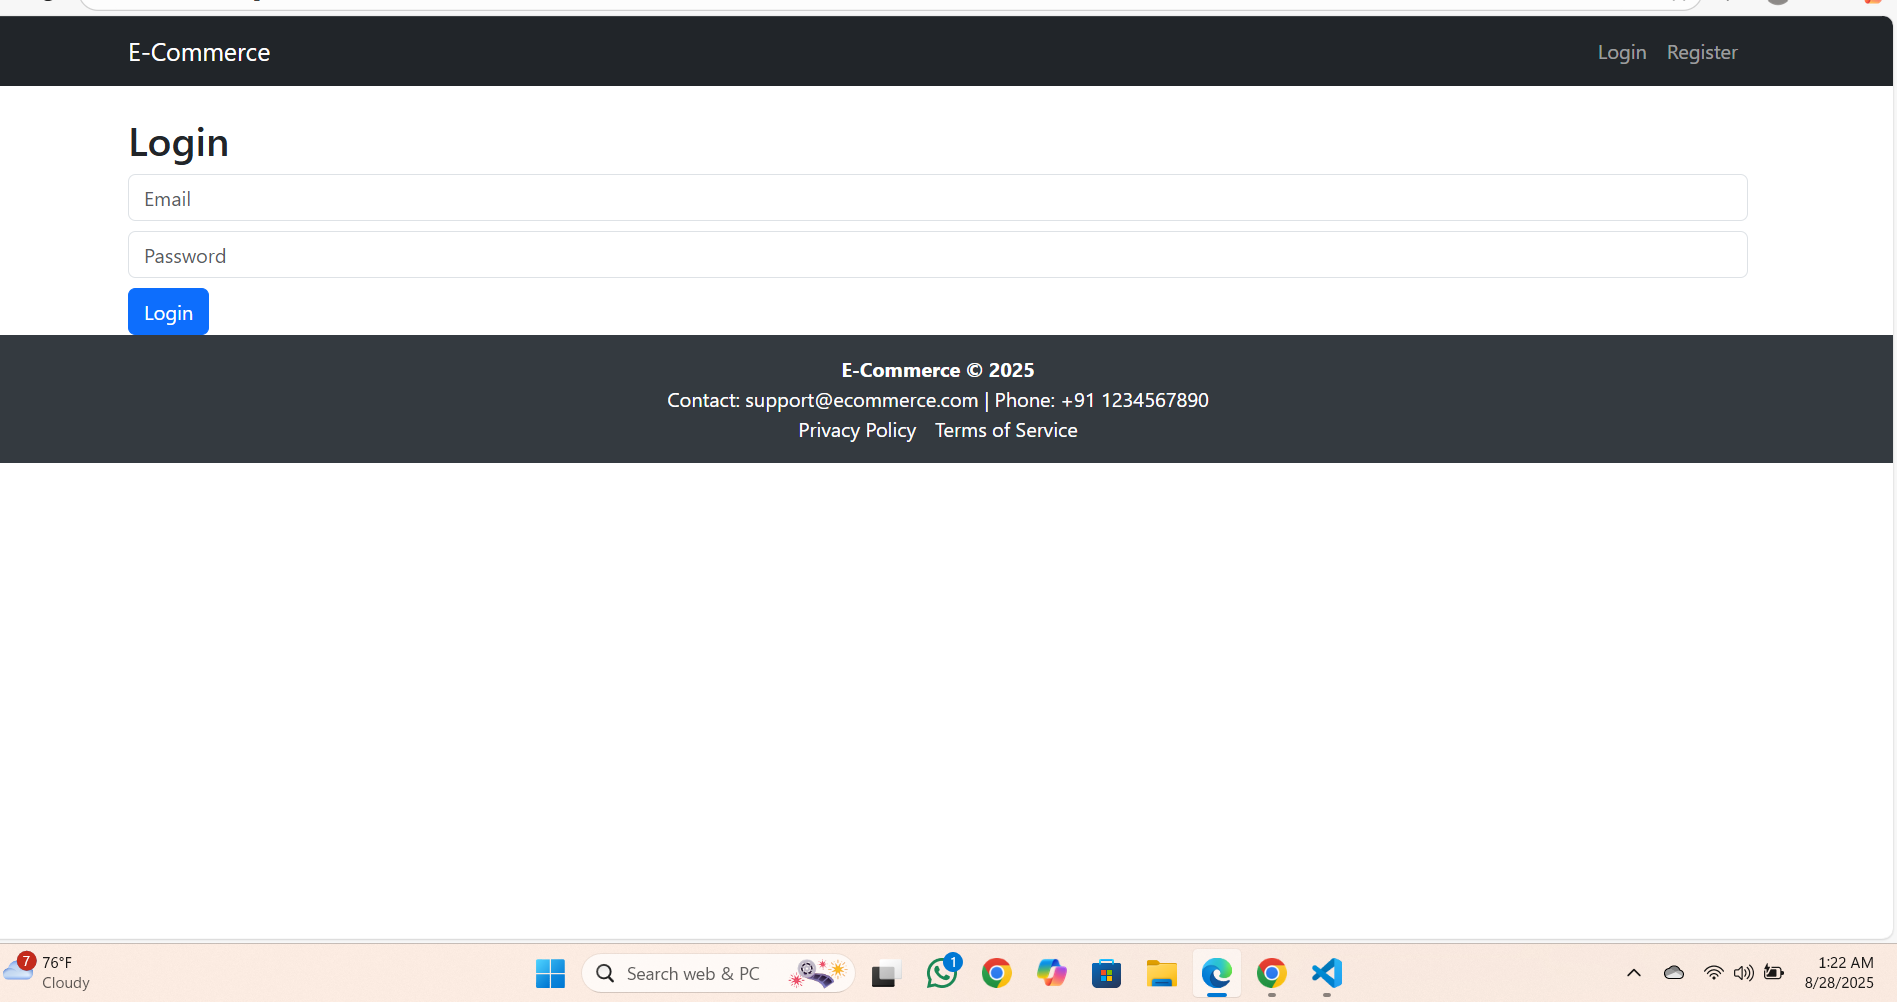 E-Commerce
Login Register
Login
Email
Password
Login
E-Commerce © 2025
Contact: support@ecommerce.com | Phone: +91 1234567890
Privacy Policy Terms of Service
7
76°F
Cloudy
Search web & PC
1
1:22 AM
8/28/2025